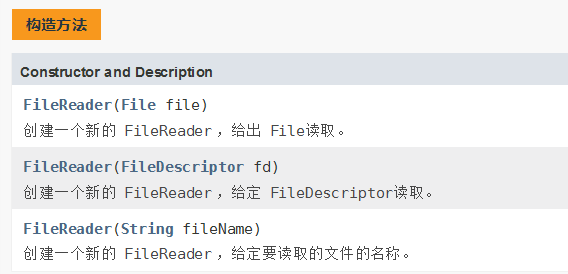 构造方法
Constructor and Description
FileReader(File file)
创建一个新的 FileReader ，给出 File读取。
FileReader(FileDescriptor fd)
创建一个新的 FileReader ，给定 FileDescriptor读取。
FileReader(String fileName)
创建一个新的 FileReader ，给定要读取的文件的名称。